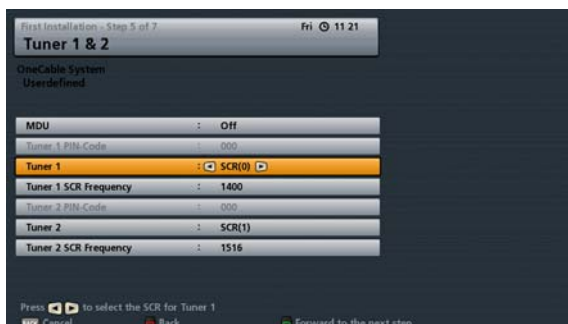 First Installation - Step 5 of 7
Fri 11 21
Tuner 1 & 2
OneCable System
Userdefined
MDU : Off
Tuner 1 PIN-Code : 000
Tuner 1 : SCR(0)
Tuner 1 SCR Frequency : 1400
Tuner 2 PIN-Code : 000
Tuner 2 : SCR(1)
Tuner 2 SCR Frequency : 1516
Press to select the SCR for Tuner 1
Cancel Back Forward to the next step